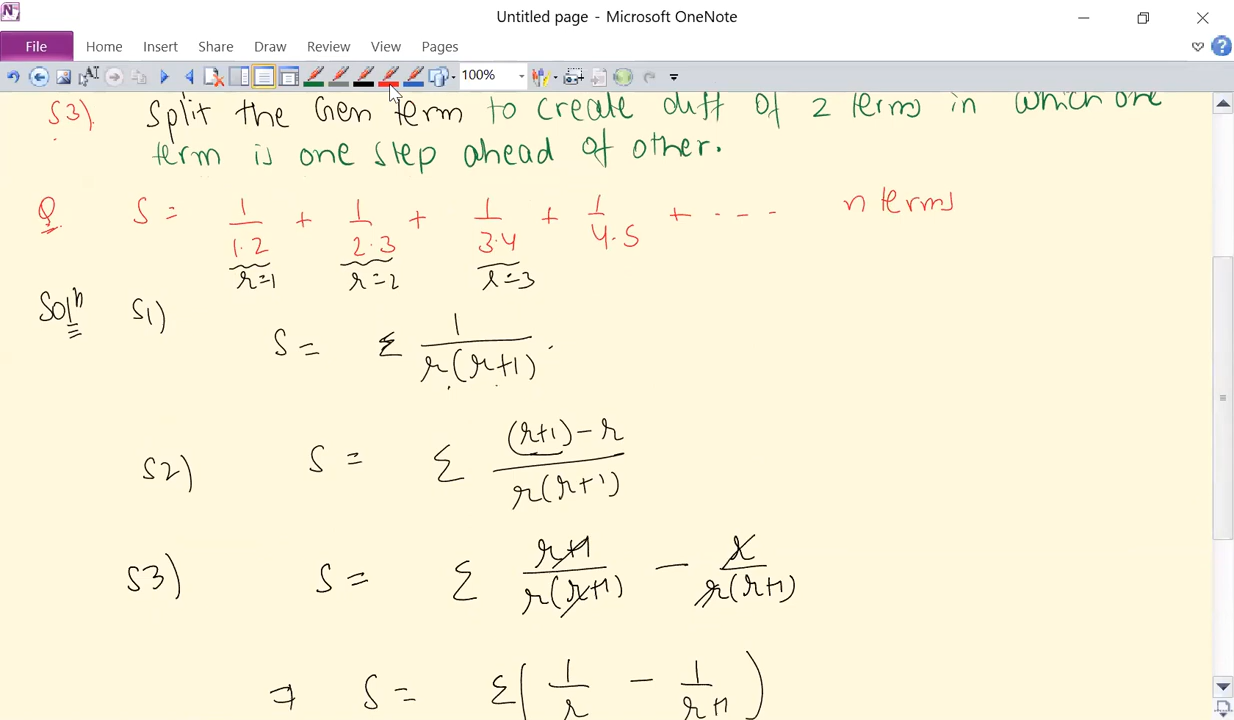 Untitled page - Microsoft OneNote
File Home Insert Share Draw Review View Pages
100%
S3). Split the Gen term to create diff of 2 terms in which one
term is one step ahead of other.
Q S = 1/1·2 + 1/2·3 + 1/3·4 + 1/4·5 + - - - n terms
r=1 r=2 r=3
Solⁿ S1)
S = Σ 1/r(r+1)
S2) S = Σ (r+1)-r/r(r+1)
S3) S = Σ r+1/r(r+1) - r/r(r+1)
⇒ S = Σ(1/r - 1/r+1)